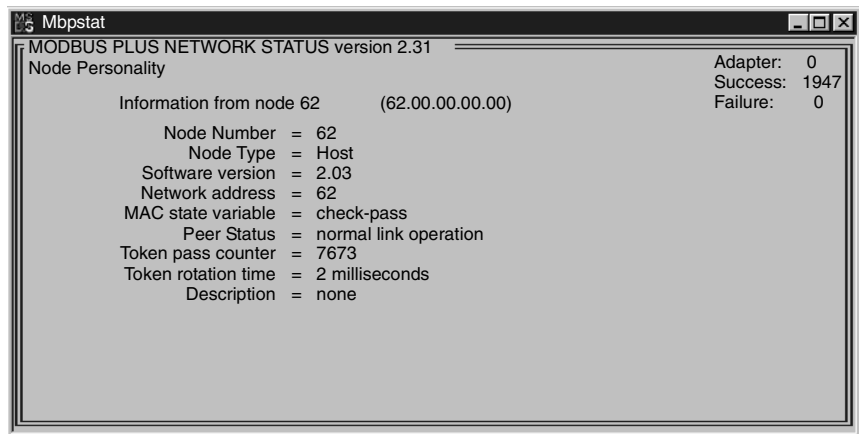 Mbpstat
MODBUS PLUS NETWORK STATUS version 2.31
Node Personality
Adapter: 0
Success: 1947
Failure: 0
Information from node 62 (62.00.00.00.00)
Node Number = 62
Node Type = Host
Software version = 2.03
Network address = 62
MAC state variable = check-pass
Peer Status = normal link operation
Token pass counter = 7673
Token rotation time = 2 milliseconds
Description = none